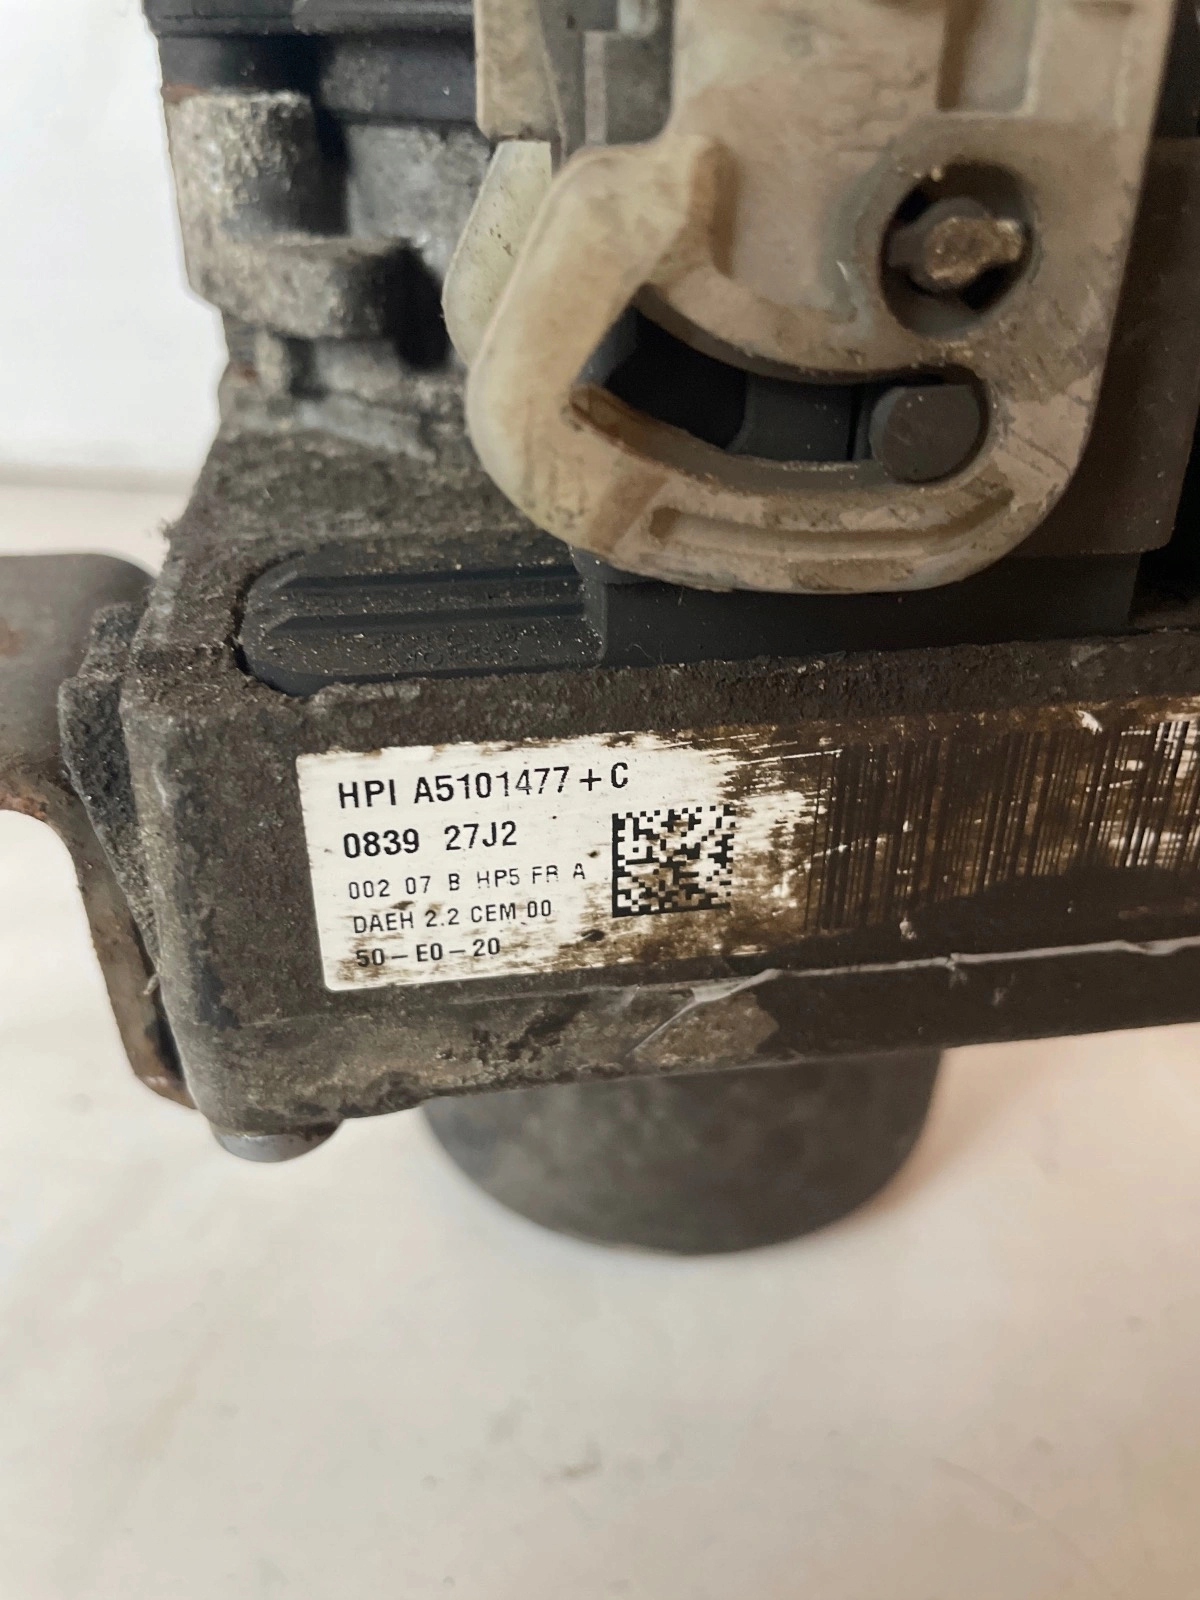 HPI A5101477+C
0839 27J2
002 07 B HP5 FR A
DAEH 2.2 CEM 00
50-E0-20